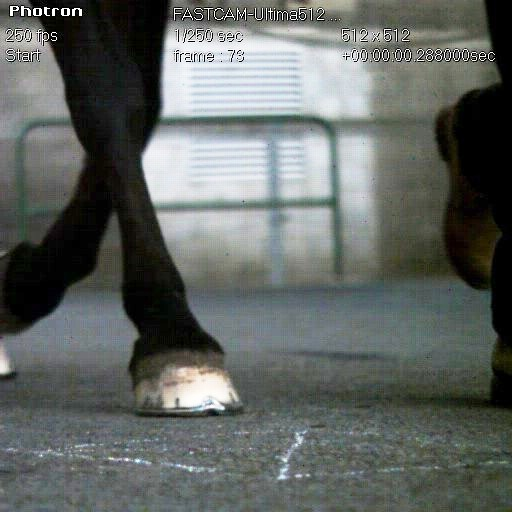 Photron
FASTCAM-Ultima512 ...
250 fps
1/250 sec
512 x 512
Start
frame : 73
+00:00:00.288000sec